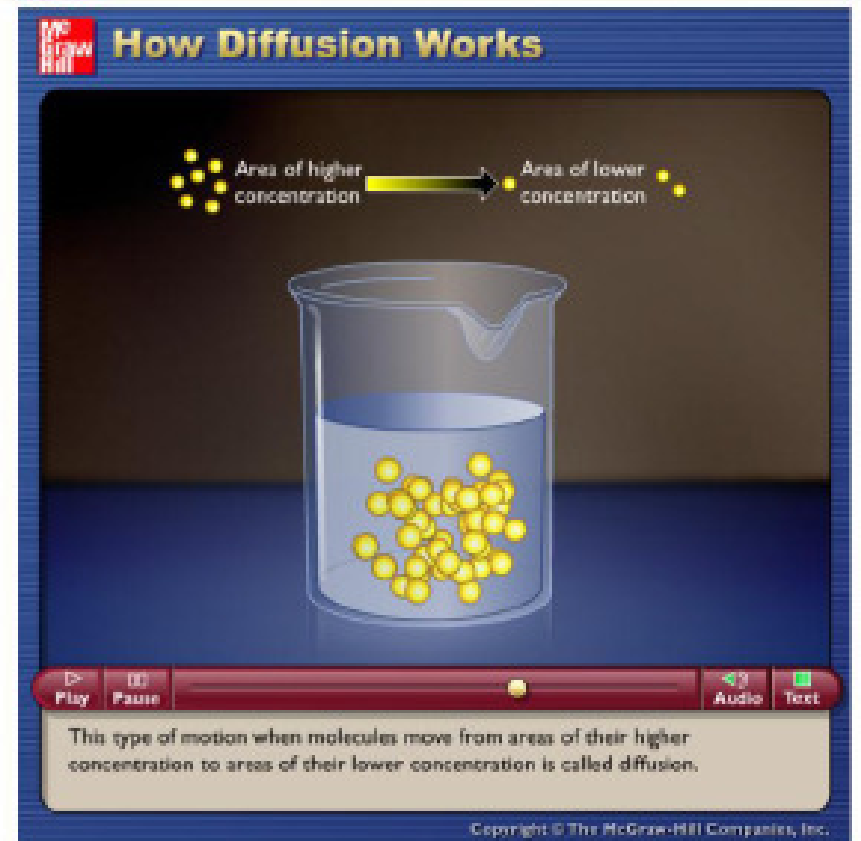 Mc
Graw
Hill
How Diffusion Works
Area of higher
concentration
Area of lower
concentration
Play
Pause
Audio
Text
This type of motion when molecules move from areas of their higher
concentration to areas of their lower concentration is called diffusion.
Copyright © The McGraw-Hill Companies, Inc.